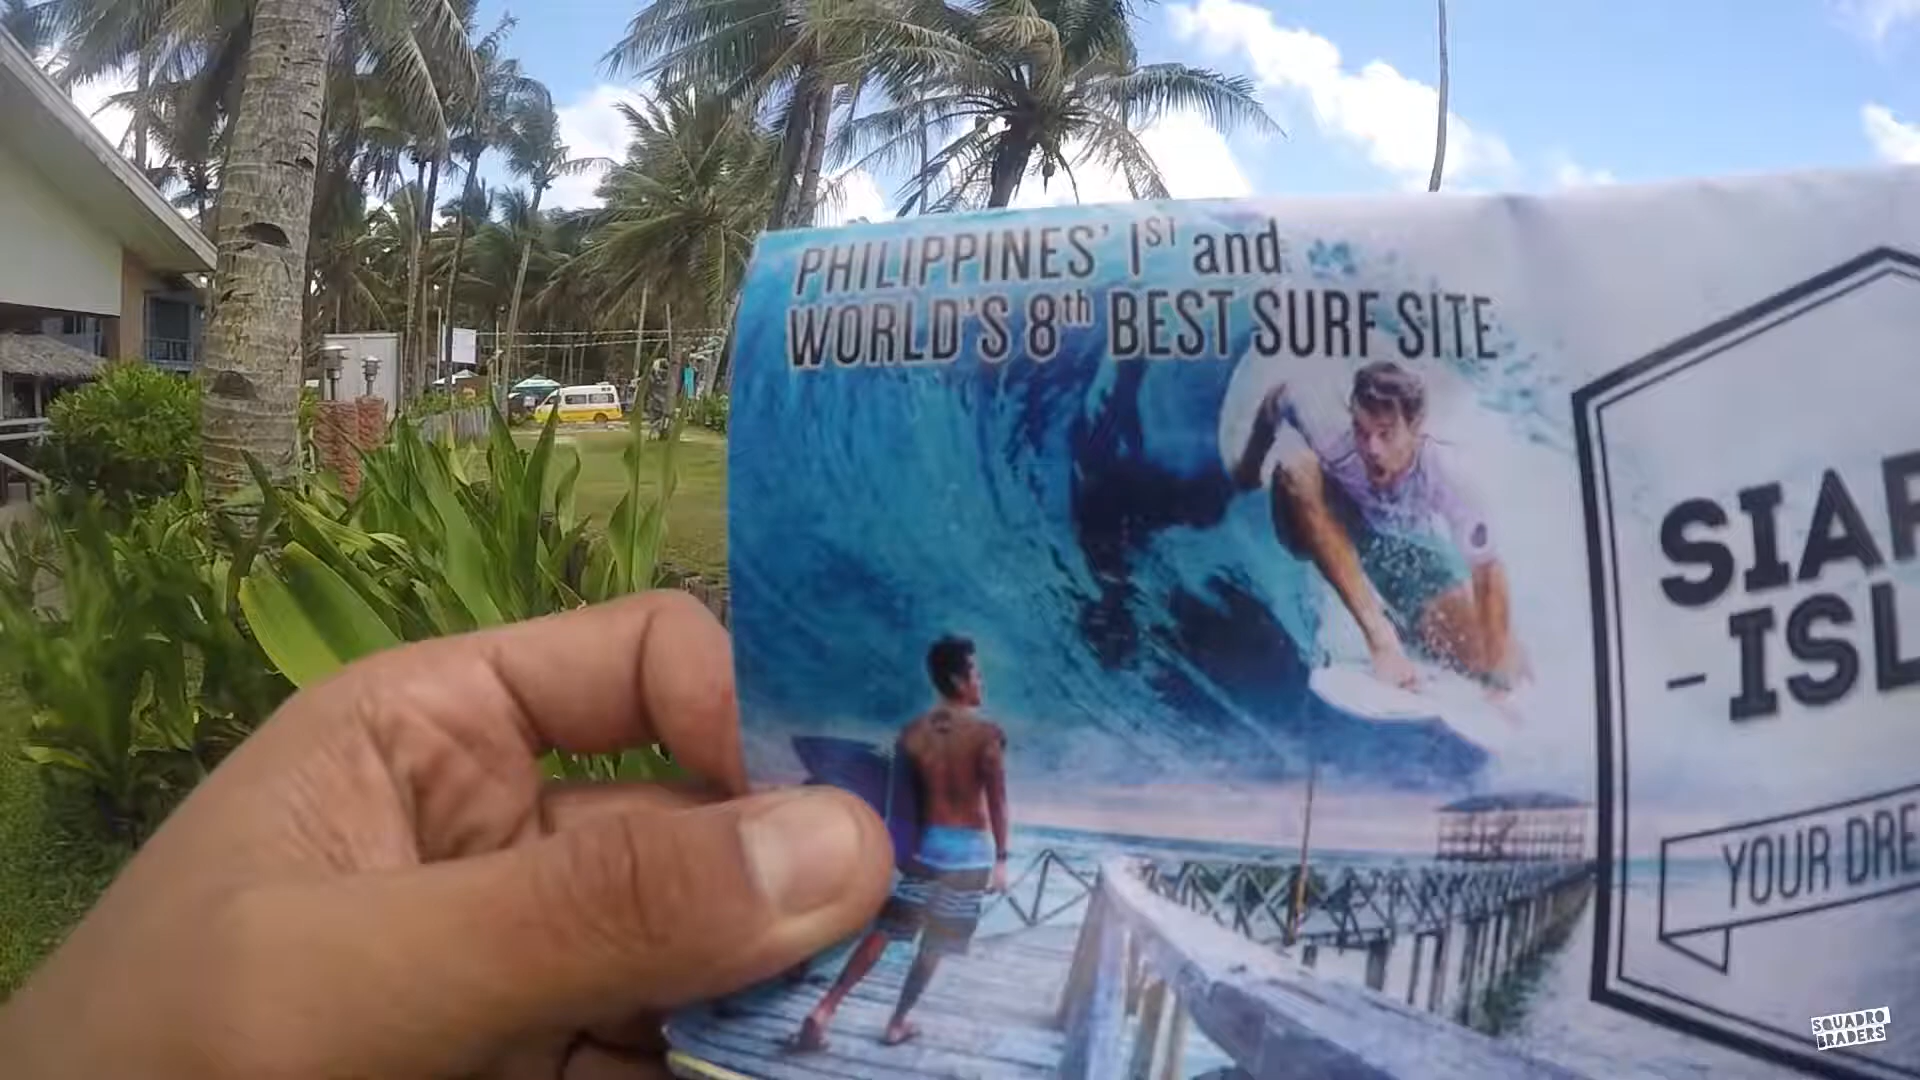 PHILIPPINES' 1ST and
WORLD'S 8th BEST SURF SITE
SIAR
- ISL
YOUR DRE
SQUADRO
BRADERS